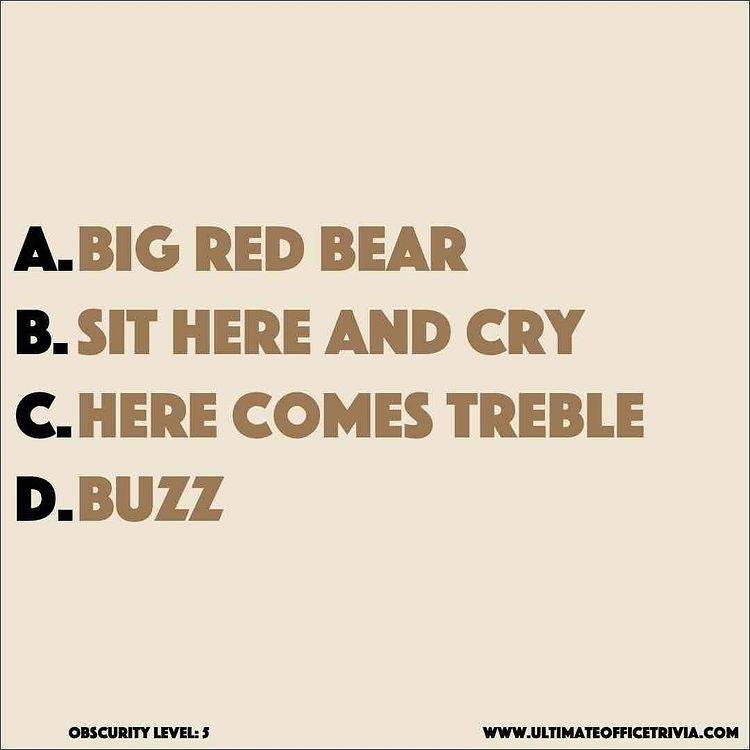 A. BIG RED BEAR
B. SIT HERE AND CRY
C. HERE COMES TREBLE
D. BUZZ
OBSCURITY LEVEL: 5
WWW.ULTIMATEOFFICETRIVIA.COM